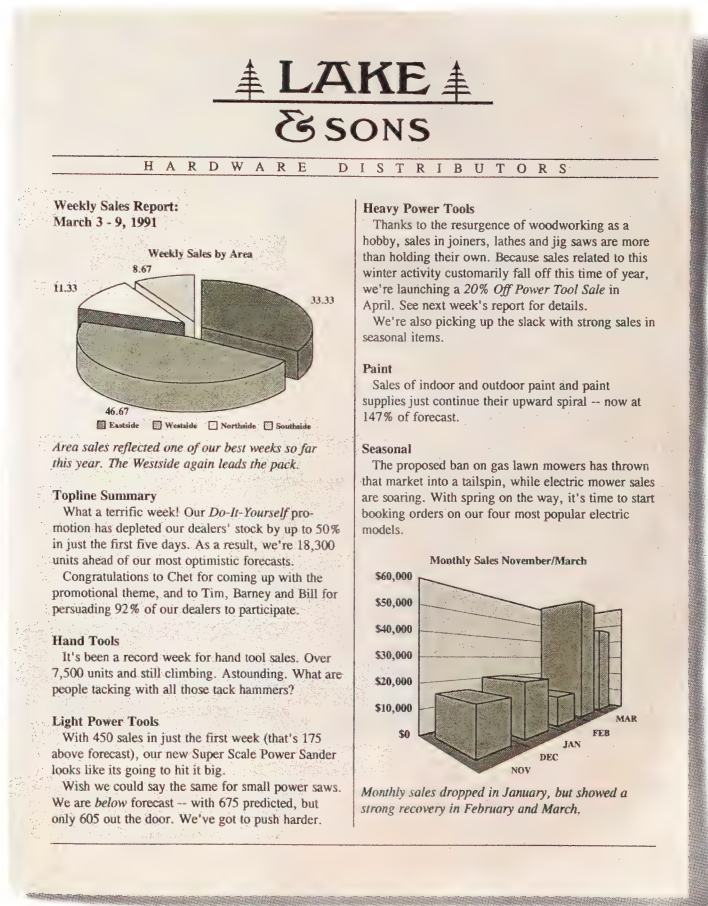 LAKE
& SONS
HARDWARE DISTRIBUTORS
Weekly Sales Report:
March 3 - 9, 1991
Weekly Sales by Area
8.67
11.33
33.33
46.67
Eastside Westside Northside Southside
Area sales reflected one of our best weeks so far
this year. The Westside again leads the pack.
Topline Summary
What a terrific week! Our Do-It-Yourself pro-
motion has depleted our dealers' stock by up to 50%
in just the first five days. As a result, we're 18,300
units ahead of our most optimistic forecasts.
Congratulations to Chet for coming up with the
promotional theme, and to Tim, Barney and Bill for
persuading 92% of our dealers to participate.
Hand Tools
It's been a record week for hand tool sales. Over
7,500 units and still climbing. Astounding. What are
people tacking with all those tack hammers?
Light Power Tools
With 450 sales in just the first week (that's 175
above forecast), our new Super Scale Power Sander
looks like its going to hit it big.
Wish we could say the same for small power saws.
We are below forecast -- with 675 predicted, but
only 605 out the door. We've got to push harder.
Heavy Power Tools
Thanks to the resurgence of woodworking as a
hobby, sales in joiners, lathes and jig saws are more
than holding their own. Because sales related to this
winter activity customarily fall off this time of year,
we're launching a 20% Off Power Tool Sale in
April. See next week's report for details.
We're also picking up the slack with strong sales in
seasonal items.
Paint
Sales of indoor and outdoor paint and paint
supplies just continue their upward spiral -- now at
147% of forecast.
Seasonal
The proposed ban on gas lawn mowers has thrown
that market into a tailspin, while electric mower sales
are soaring. With spring on the way, it's time to start
booking orders on our four most popular electric
models.
Monthly Sales November/March
$60,000
$50,000
$40,000
$30,000
$20,000
$10,000
$0
NOV
DEC
JAN
FEB
MAR
Monthly sales dropped in January, but showed a
strong recovery in February and March.